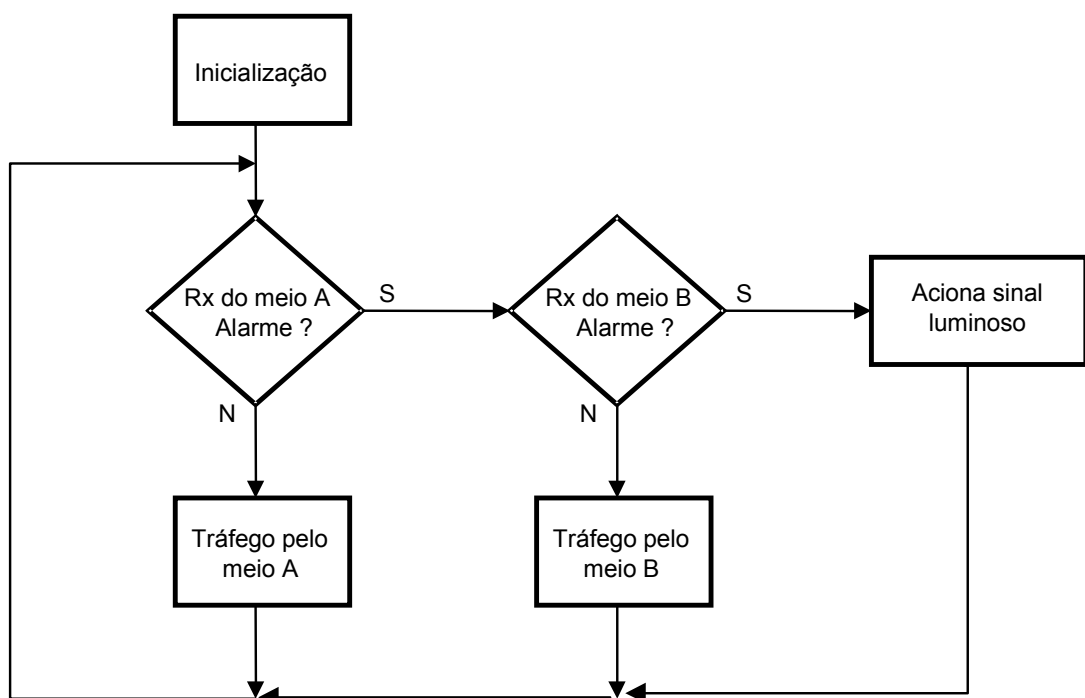 Inicialização
Rx do meio A
Alarme ?
S
Rx do meio B
Alarme ?
S
Aciona sinal
luminoso
N
N
Tráfego pelo
meio A
Tráfego pelo
meio B